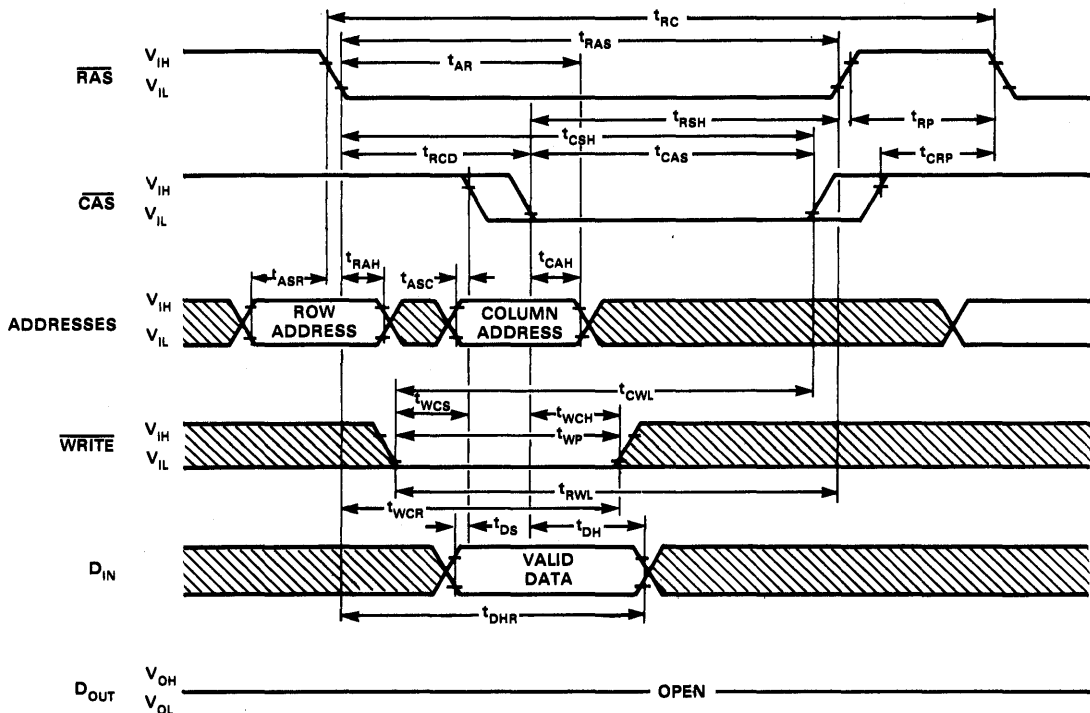 tRC
tRAS
tAR
VIH
RAS
VIL
tRSH
tRP
tCSH
tRCD
tCAS
tCRP
VIH
CAS
VIL
tASR
tRAH
tASC
tCAH
VIH
ROW ADDRESS
COLUMN ADDRESS
ADDRESSES
VIL
tCWL
tWCS
tWCH
VIH
WRITE
tWP
VIL
tRWL
tWCR
tDS
tDH
VIH
DIN
VALID DATA
VIL
tDHR
VOH
DOUT
OPEN
VOL